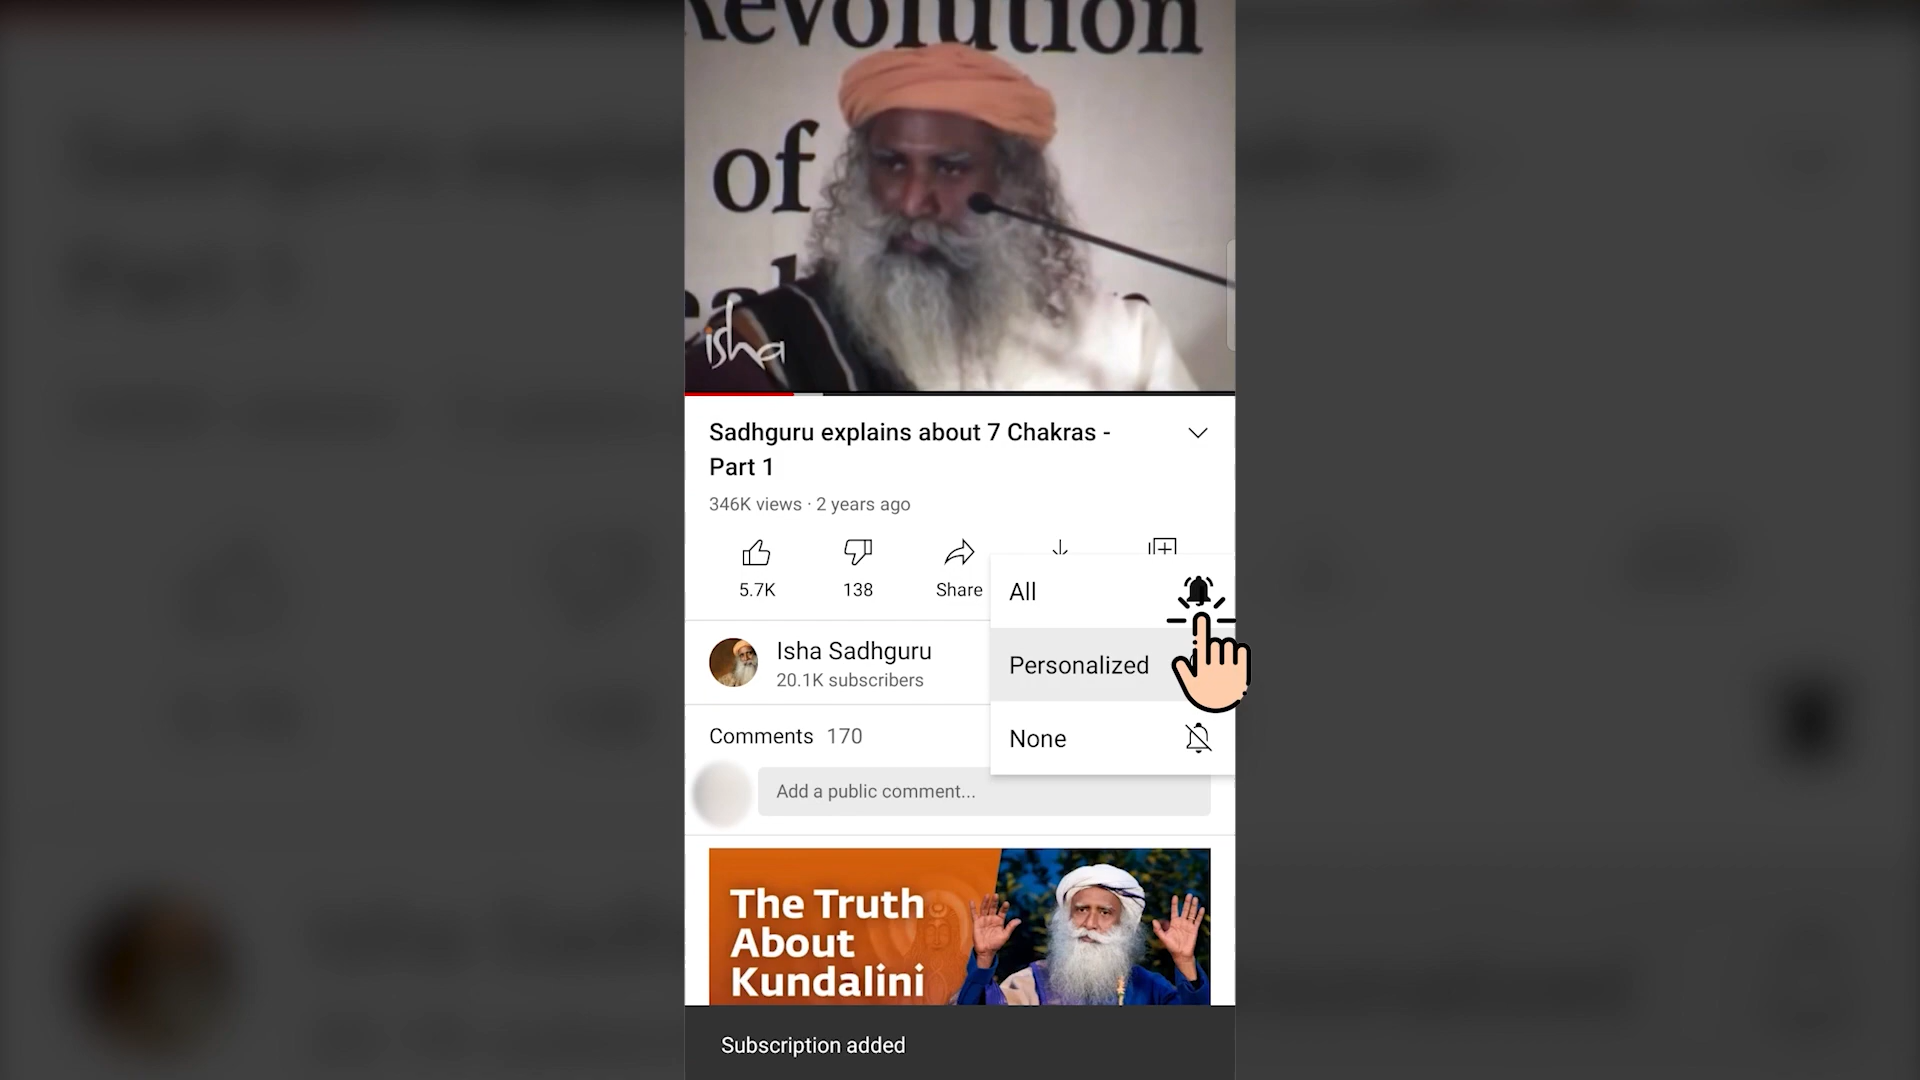 Revolution
of
isha
Sadhguru explains about 7 Chakras -
Part 1
346K views · 2 years ago
5.7K
138
Share
All
Isha Sadhguru
20.1K subscribers
Personalized
Comments 170
None
Add a public comment...
The Truth
About
Kundalini
Subscription added